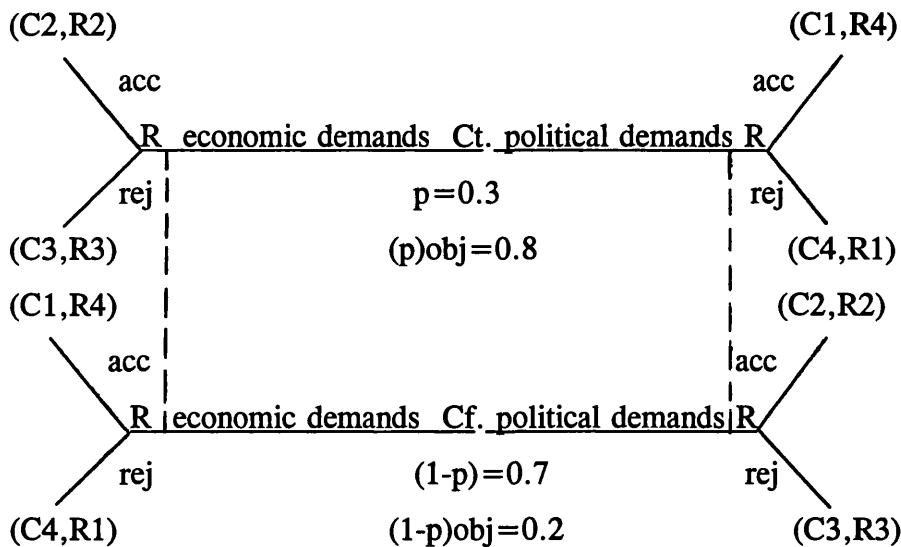 (C2,R2) (C1,R4)
acc acc
R economic demands Ct. political demands R
rej p=0.3 rej
(C3,R3) (p)obj=0.8 (C4,R1)
(C1,R4) (C2,R2)
acc acc
R economic demands Cf. political demands R
rej (1-p)=0.7 rej
(C4,R1) (1-p)obj=0.2 (C3,R3)